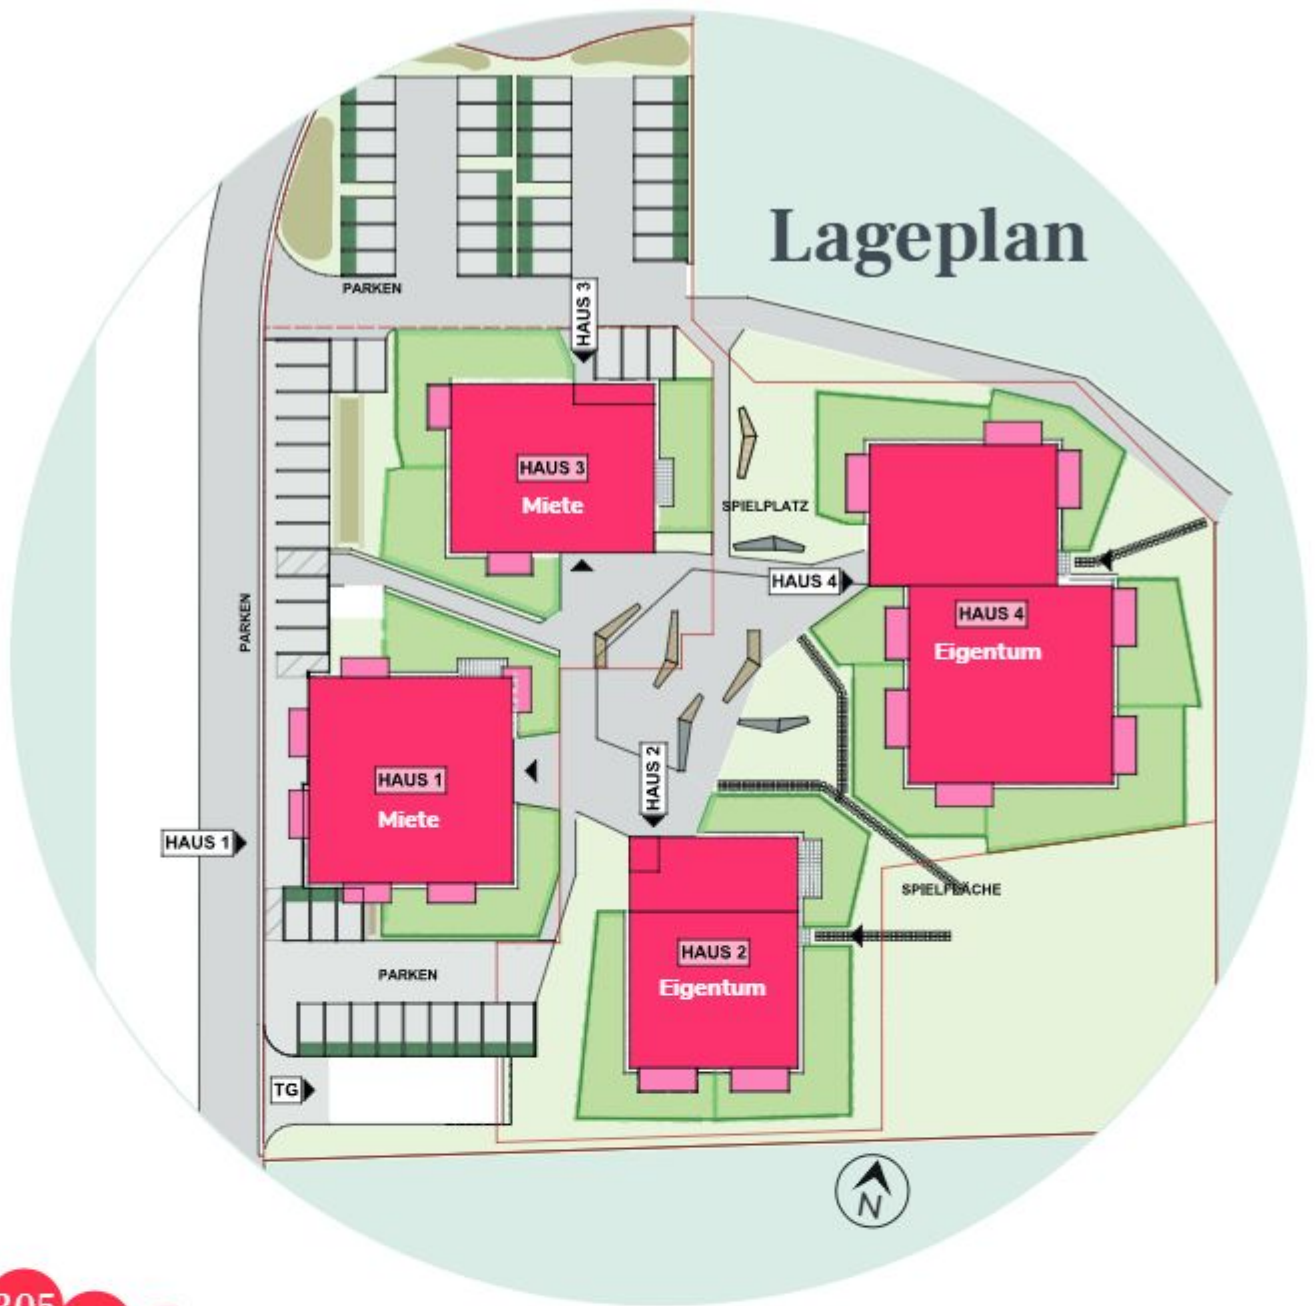 Lageplan
PARKEN
HAUS 3
HAUS 3
Miete
SPIELPLATZ
HAUS 4
HAUS 4
Eigentum
PARKEN
HAUS 2
HAUS 1
Miete
HAUS 1
SPIELFLÄCHE
HAUS 2
Eigentum
PARKEN
TG
N
305